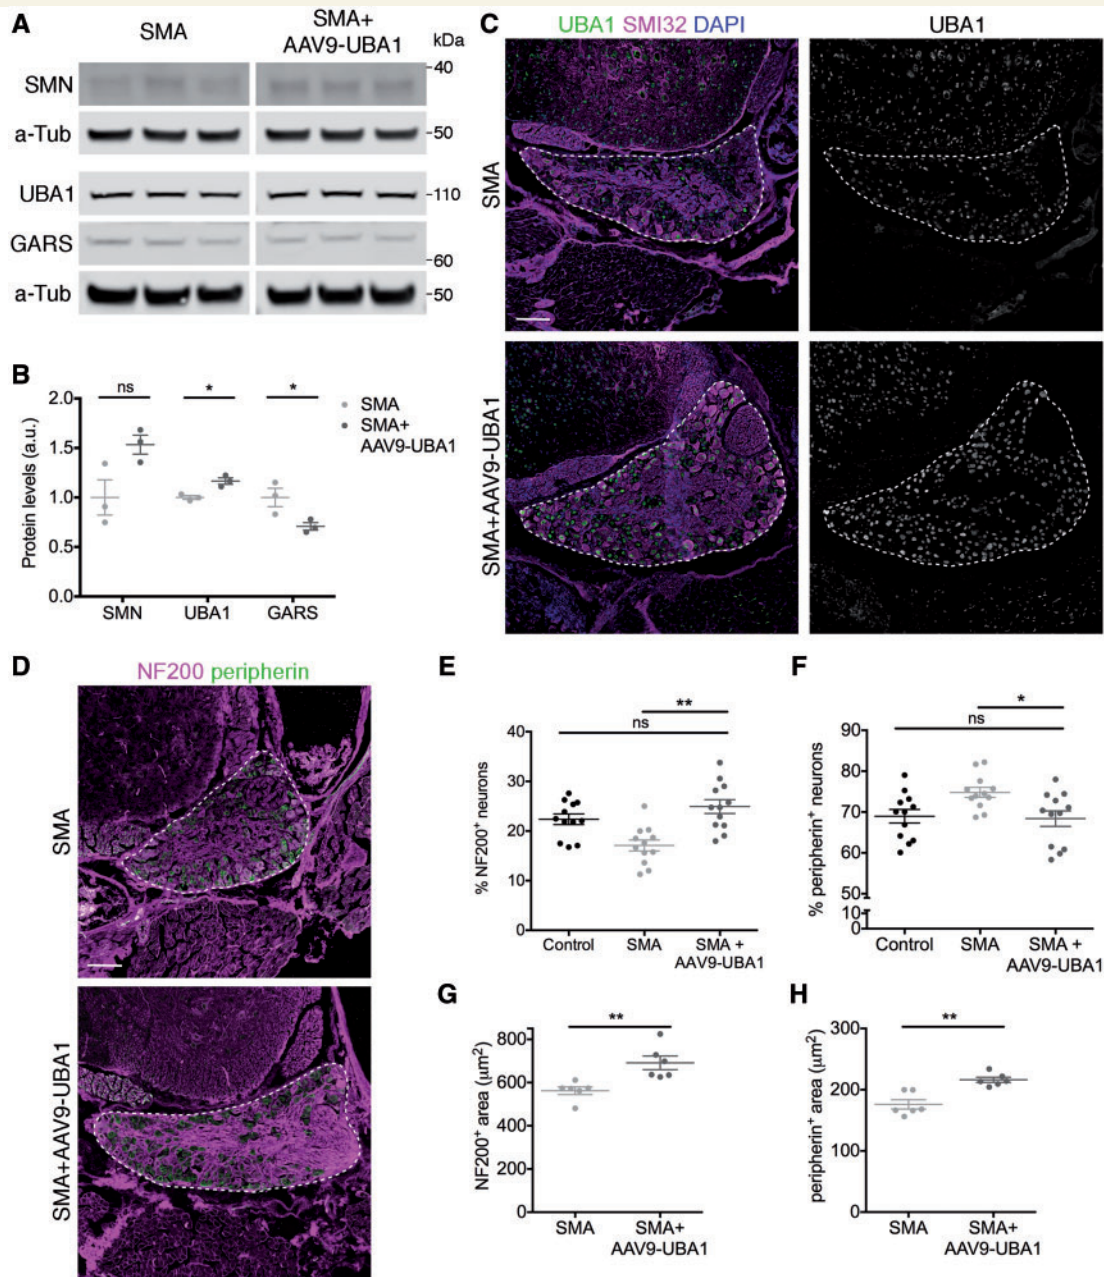 A
SMA
SMA+
AAV9-UBA1
kDa
SMN
40
a-Tub
50
UBA1
110
GARS
60
a-Tub
50
B
ns
*
*
2.0
1.5
1.0
0.5
0.0
Protein levels (a.u.)
SMA
SMA+
AAV9-UBA1
SMN
UBA1
GARS
C
UBA1 SMI32 DAPI
UBA1
SMA
SMA+AAV9-UBA1
D
NF200 peripherin
SMA
SMA+AAV9-UBA1
E
**
ns
40
30
20
10
0
% NF200⁺ neurons
Control
SMA
SMA +
AAV9-UBA1
F
*
ns
90
80
70
60
50
10
0
% peripherin⁺ neurons
Control
SMA
SMA +
AAV9-UBA1
G
**
800
600
400
200
0
NF200⁺ area (µm²)
SMA
SMA+
AAV9-UBA1
H
**
300
200
100
0
peripherin⁺ area (µm²)
SMA
SMA+
AAV9-UBA1